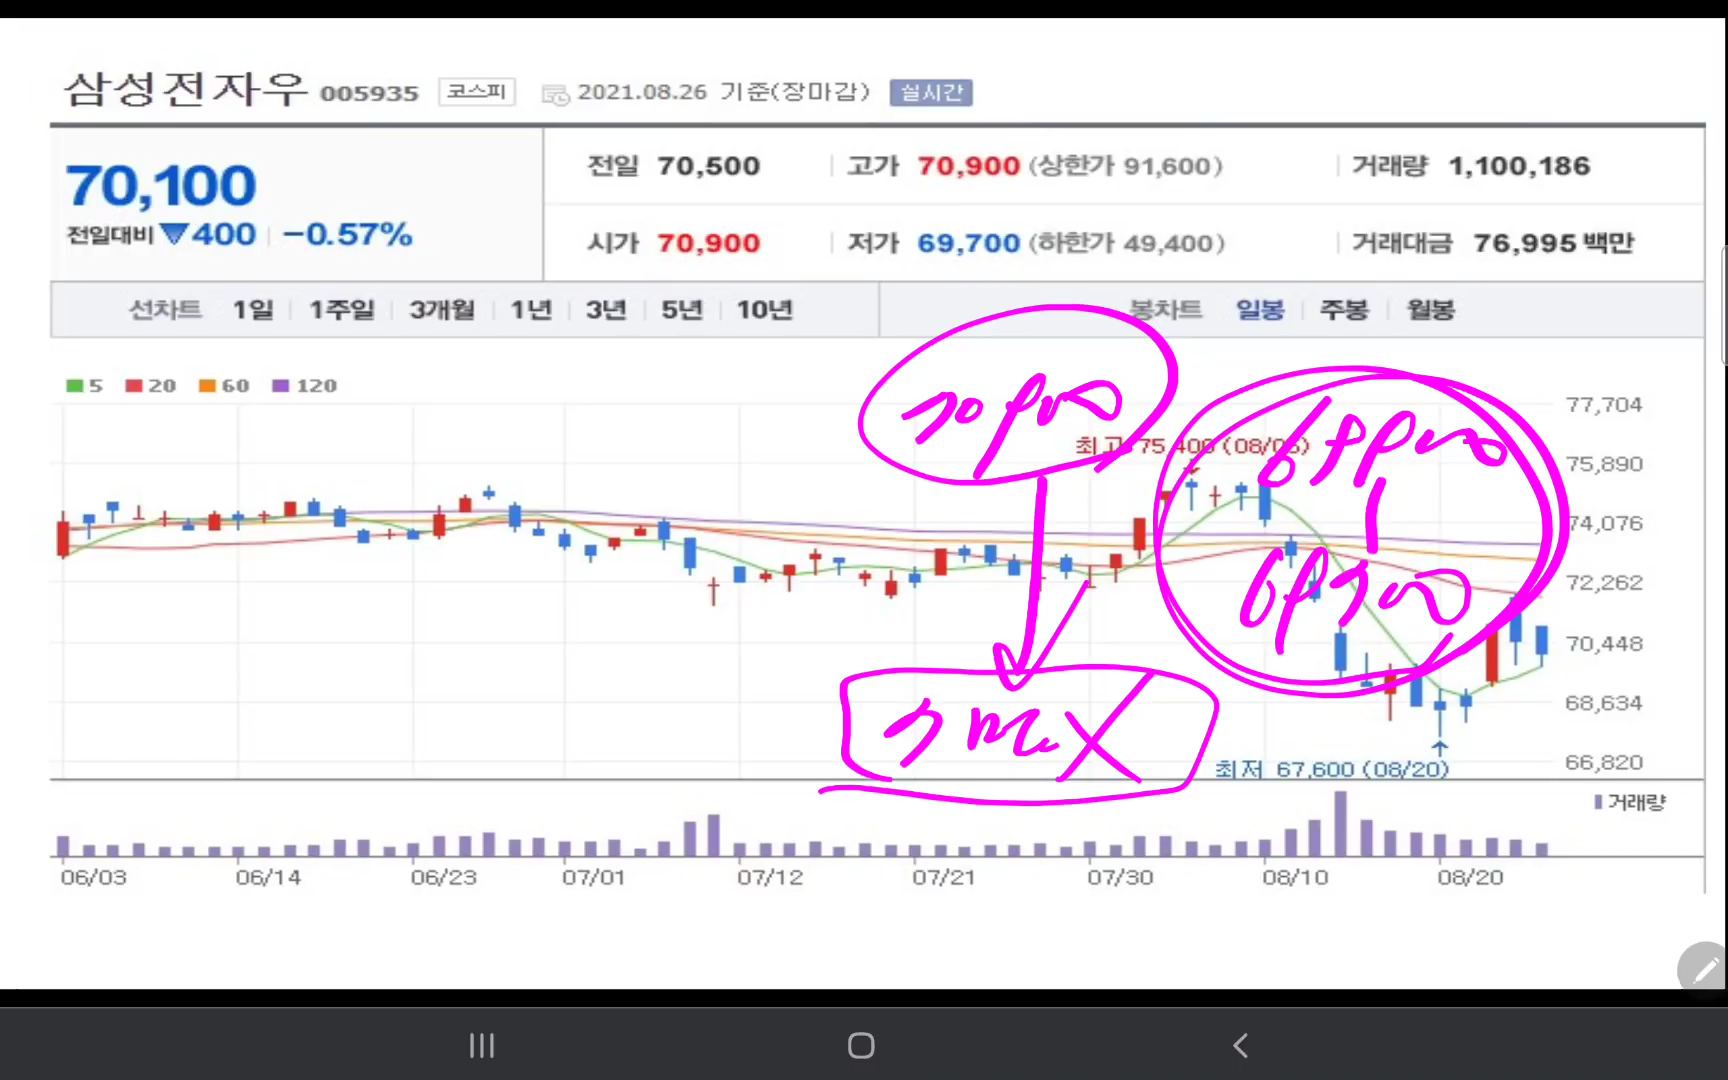 삼성전자우 005935 코스피 2021.08.26 기준(장마감) 실시간
70,100
전일대비 ▼400 -0.57%
전일 70,500 고가 70,900 (상한가 91,600) 거래량 1,100,186
시가 70,900 저가 69,700 (하한가 49,400) 거래대금 76,995 백만
선차트 1일 1주일 3개월 1년 3년 5년 10년 봉차트 일봉 주봉 월봉
5 20 60 120
77,704
최고 75,400 (08/05)
75,890
74,076
72,262
70,448
68,634
66,820
최저 67,600 (08/20)
거래량
06/03 06/14 06/23 07/01 07/12 07/21 07/30 08/10 08/20